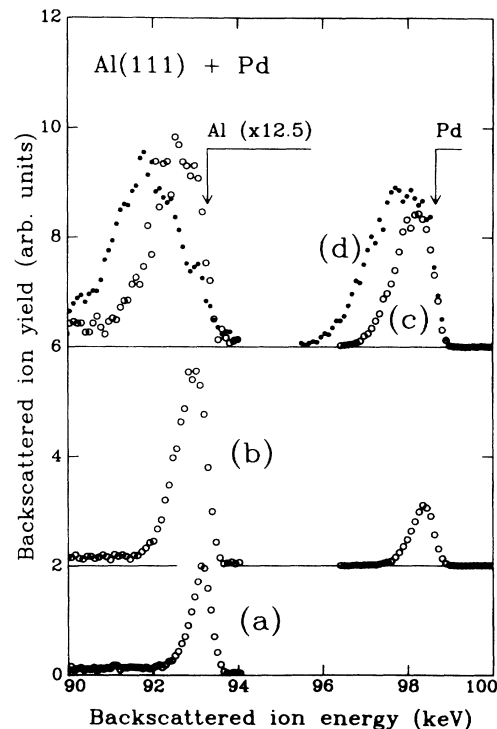 Al(111) + Pd
Al (x12.5)
Pd
(d)
(c)
(b)
(a)
Backscattered ion yield (arb. units)
12
10
8
6
4
2
0
90 92 94 96 98 100
Backscattered ion energy (keV)